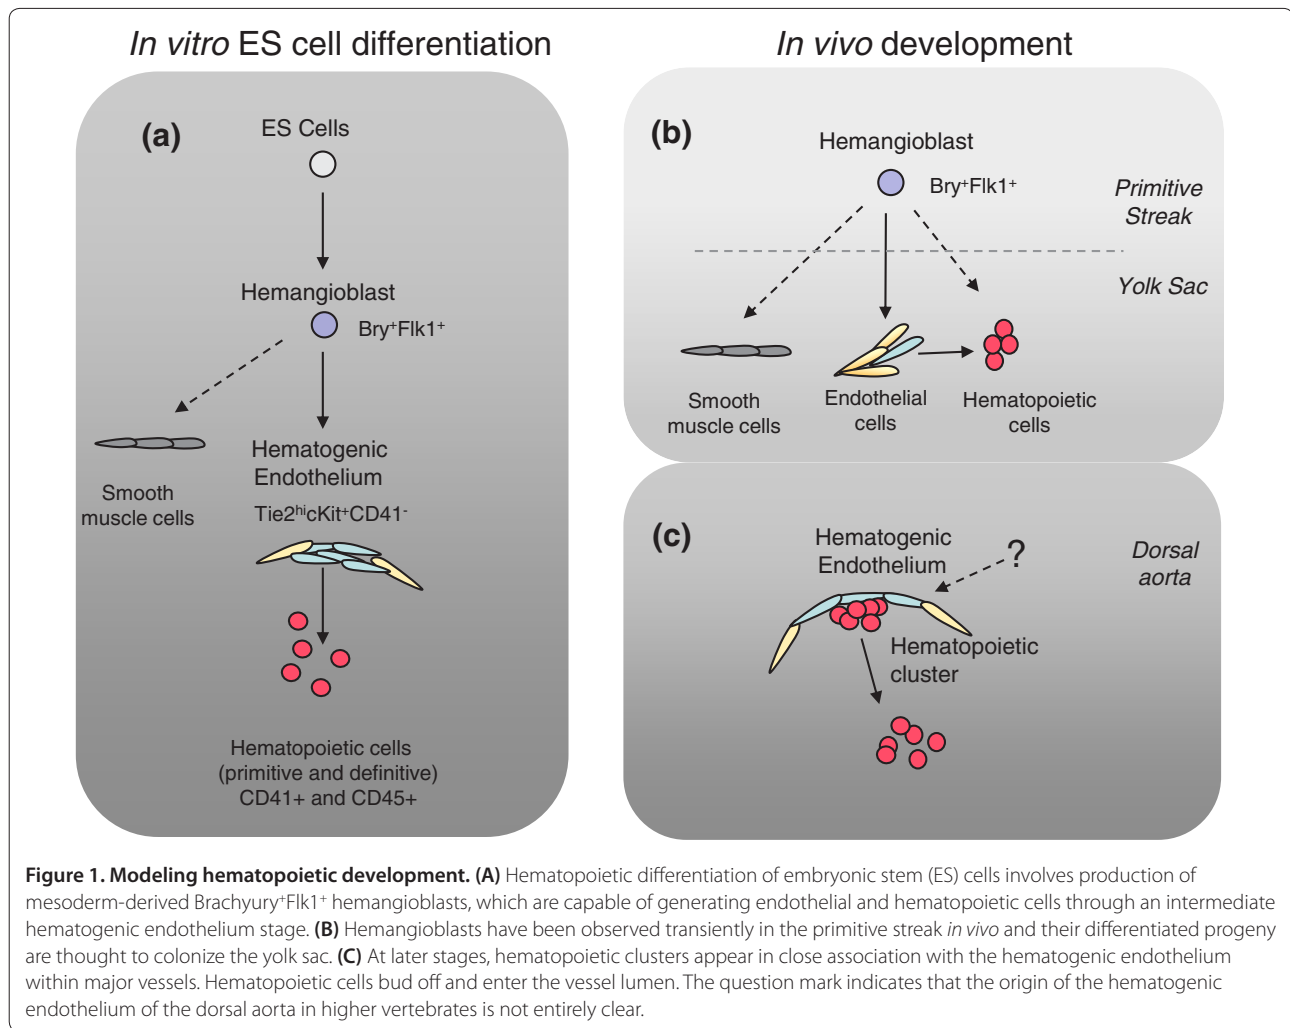 In vitro ES cell differentiation
(a)
ES Cells
Hemangioblast
Bry⁺Flk1⁺
Smooth
muscle cells
Hematogenic
Endothelium
Tie2ʰⁱcKit⁺CD41⁻
Hematopoietic cells
(primitive and definitive)
CD41+ and CD45+
In vivo development
(b)
Hemangioblast
Bry⁺Flk1⁺
Primitive
Streak
Yolk Sac
Smooth
muscle cells
Endothelial
cells
Hematopoietic
cells
(c)
Hematogenic
Endothelium
?
Dorsal
aorta
Hematopoietic
cluster
Figure 1. Modeling hematopoietic development. (A) Hematopoietic differentiation of embryonic stem (ES) cells involves production of
mesoderm-derived Brachyury⁺Flk1⁺ hemangioblasts, which are capable of generating endothelial and hematopoietic cells through an intermediate
hematogenic endothelium stage. (B) Hemangioblasts have been observed transiently in the primitive streak in vivo and their differentiated progeny
are thought to colonize the yolk sac. (C) At later stages, hematopoietic clusters appear in close association with the hematogenic endothelium
within major vessels. Hematopoietic cells bud off and enter the vessel lumen. The question mark indicates that the origin of the hematogenic
endothelium of the dorsal aorta in higher vertebrates is not entirely clear.